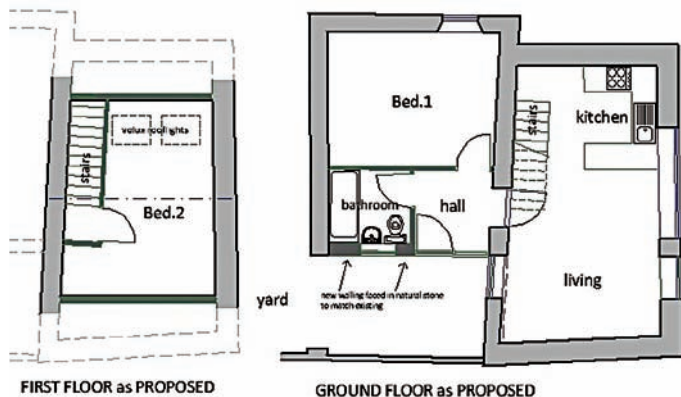 velux rooflights
stairs
Bed.2
FIRST FLOOR as PROPOSED
Bed.1
stairs
kitchen
bathroom
hall
living
yard
new walling faced in natural stone
to match existing
GROUND FLOOR as PROPOSED